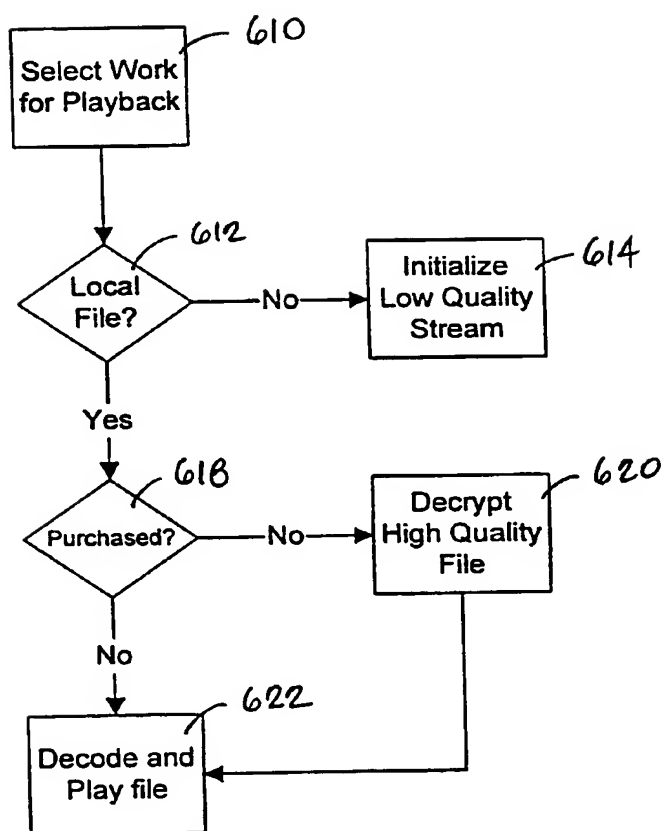 610
Select Work
for Playback
612
Local
File?
No
Initialize
Low Quality
Stream
614
Yes
618
Purchased?
No
Decrypt
High Quality
File
620
No
622
Decode and
Play file